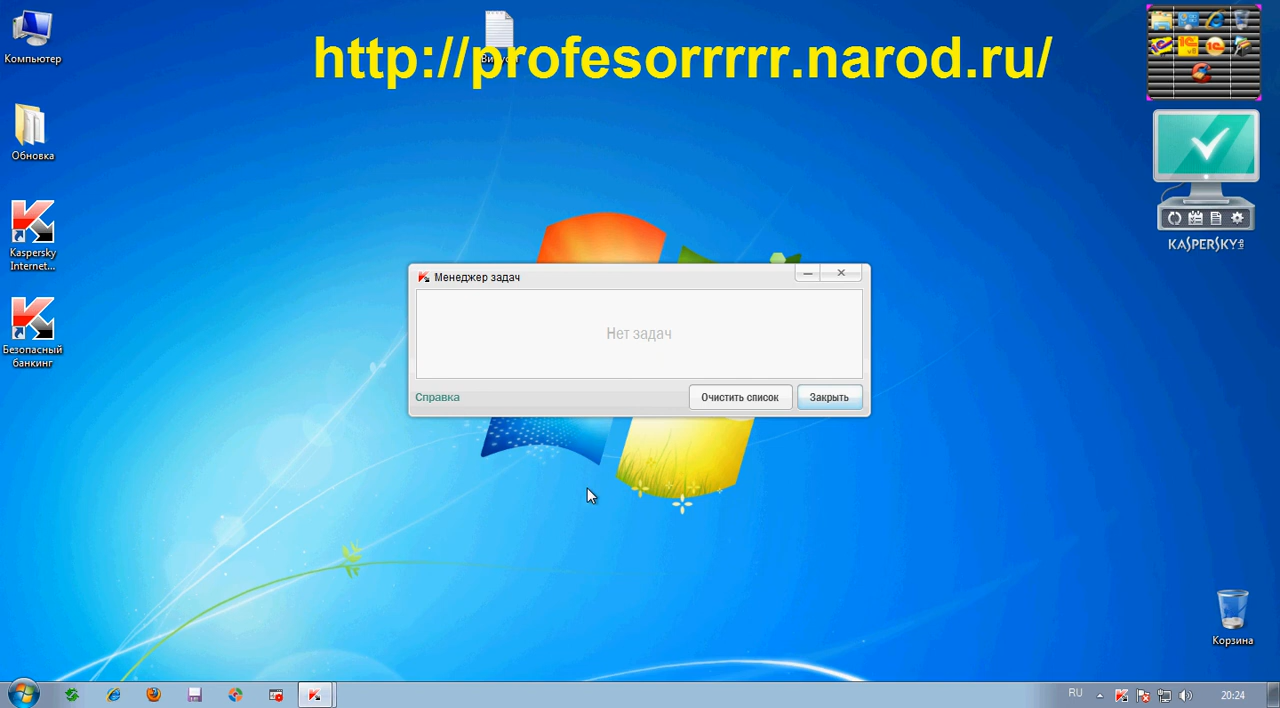 http://profesorrrrr.narod.ru/
Компьютер
Обновка
Kaspersky
Internet...
Безопасный
банкинг
KASPERSKY
Менеджер задач
Нет задач
Справка
Очистить список
Закрыть
Корзина
RU
20:24